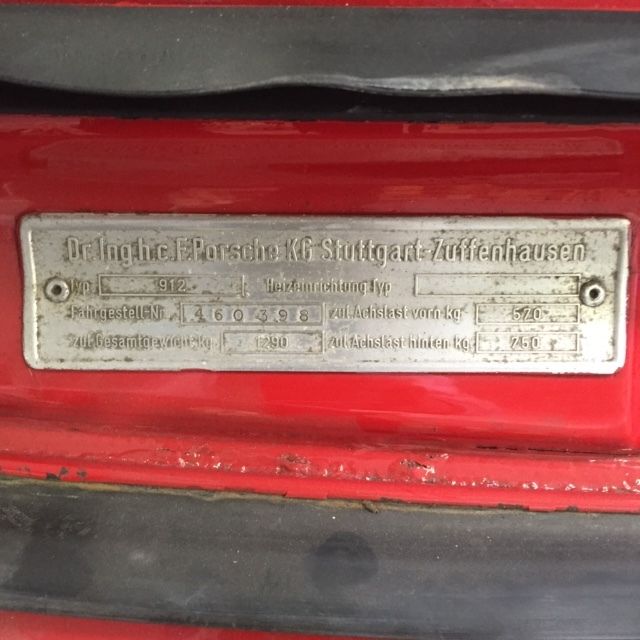 Dr. Ing. h. c. F. Porsche KG Stuttgart-Zuffenhausen
Typ 912 Heizeinrichtung Typ
Fahrgestell-Nr. 460398 zul. Achslast vorn kg 570
zul. Gesamtgewicht kg 1290 zul. Achslast hinten kg 750